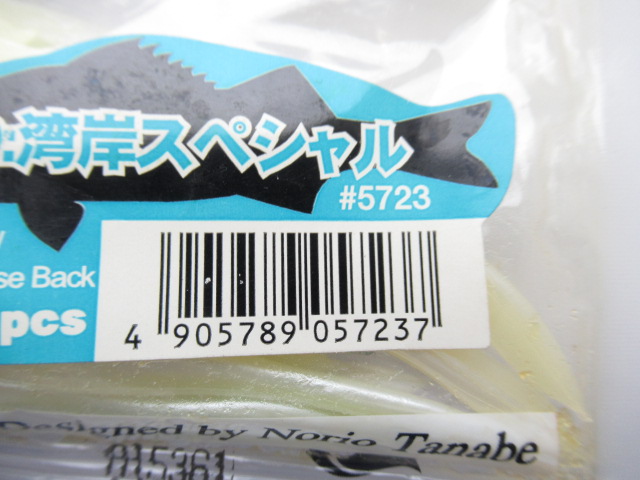 湾岸スペシャル
#5723
se Back
pcs
4 905789 057237
Designed by Norio Tanabe